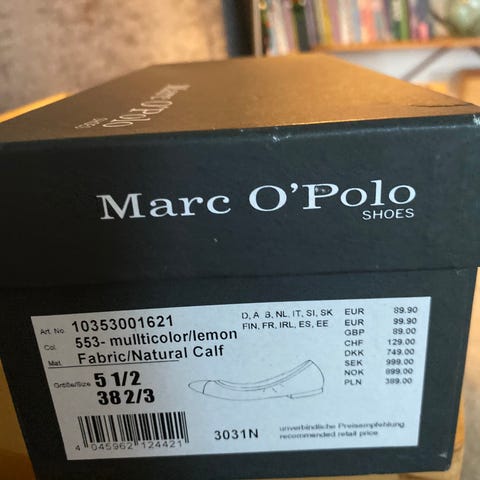 Marc O'Polo
SHOES
Marc O'Polo
SHOES
Art. No. 10353001621
Col. 553- mullticolor/lemon
Mat. Fabric/Natural Calf
Größe/Size 5 1/2
38 2/3
4 045962 124421
3031N
D, A, B, NL, IT, SI, SK EUR 89.90
FIN, FR, IRL, ES, EE EUR 99.90
GBP 89.00
CHF 129.00
DKK 749.00
SEK 999.00
NOK 899.00
PLN 389.00
unverbindliche Preisempfehlung
recommended retail price